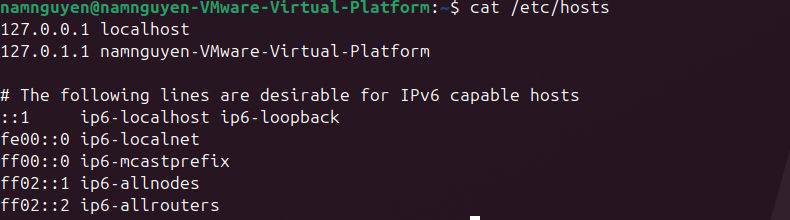 namnguyen@namnguyen-VMware-Virtual-Platform:~$ cat /etc/hosts
127.0.0.1 localhost
127.0.1.1 namnguyen-VMware-Virtual-Platform
# The following lines are desirable for IPv6 capable hosts
::1     ip6-localhost ip6-loopback
fe00::0 ip6-localnet
ff00::0 ip6-mcastprefix
ff02::1 ip6-allnodes
ff02::2 ip6-allrouters